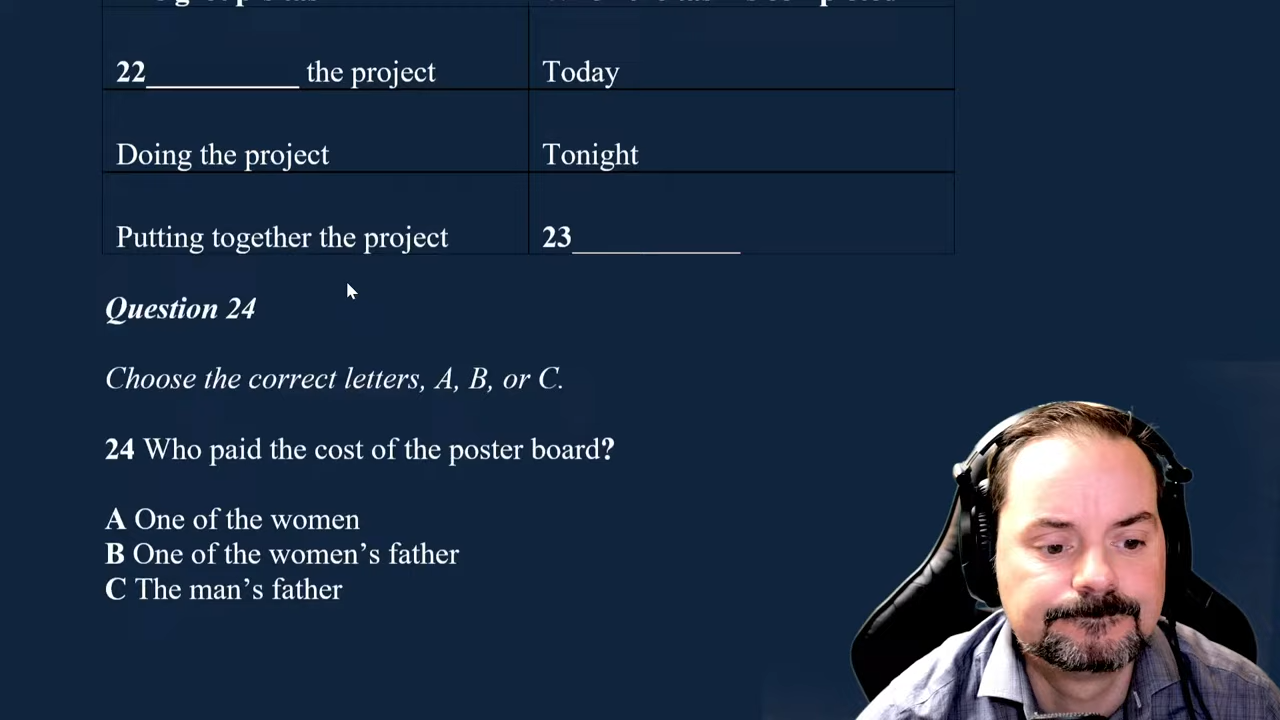 22__________ the project Today
Doing the project Tonight
Putting together the project 23___________
Question 24
Choose the correct letters, A, B, or C.
24 Who paid the cost of the poster board?
A One of the women
B One of the women’s father
C The man’s father